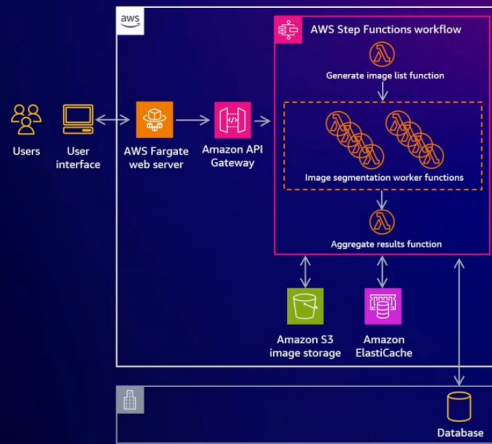 aws
AWS Step Functions workflow
Generate image list function
Users
User
interface
AWS Fargate
web server
Amazon API
Gateway
Image segmentation worker functions
Aggregate results function
Amazon S3
image storage
Amazon
ElastiCache
Database